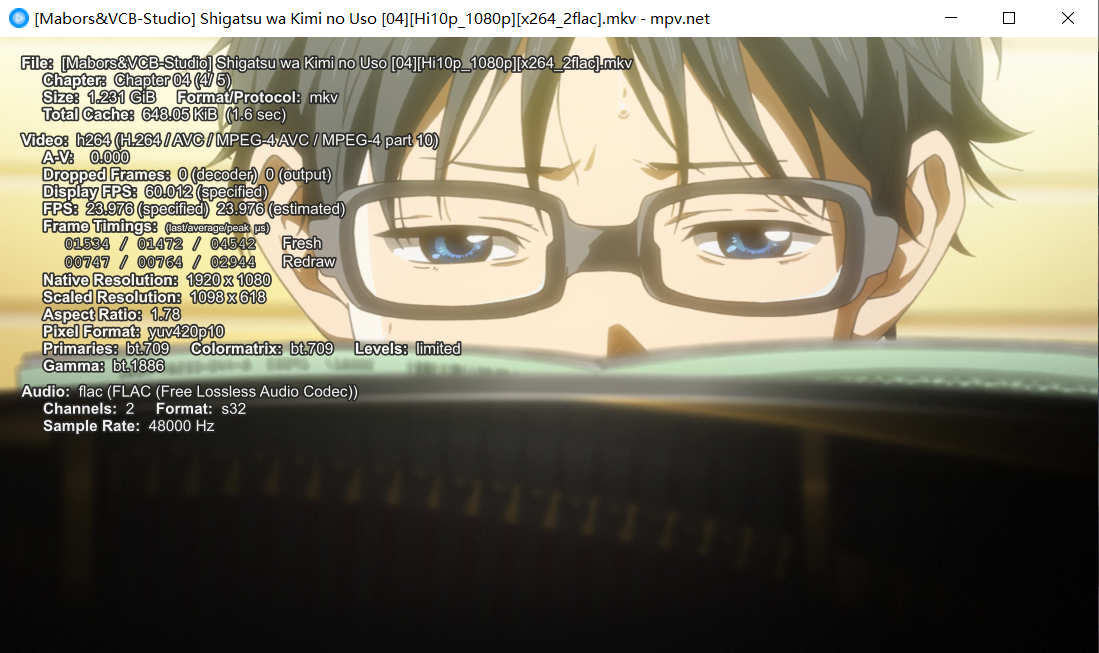 [Mabors&VCB-Studio] Shigatsu wa Kimi no Uso [04][Hi10p_1080p][x264_2flac].mkv - mpv.net
File: [Mabors&VCB-Studio] Shigatsu wa Kimi no Uso [04][Hi10p_1080p][x264_2flac].mkv
Chapter: Chapter 04 (4/ 5)
Size: 1.231 GiB Format/Protocol: mkv
Total Cache: 648.05 KiB (1.6 sec)
Video: h264 (H.264 / AVC / MPEG-4 AVC / MPEG-4 part 10)
A-V: 0.000
Dropped Frames: 0 (decoder) 0 (output)
Display FPS: 60.012 (specified)
FPS: 23.976 (specified) 23.976 (estimated)
Frame Timings: (last/average/peak μs)
01534 / 01472 / 04542 Fresh
00747 / 00764 / 02944 Redraw
Native Resolution: 1920 x 1080
Scaled Resolution: 1098 x 618
Aspect Ratio: 1.78
Pixel Format: yuv420p10
Primaries: bt.709 Colormatrix: bt.709 Levels: limited
Gamma: bt.1886
Audio: flac (FLAC (Free Lossless Audio Codec))
Channels: 2 Format: s32
Sample Rate: 48000 Hz